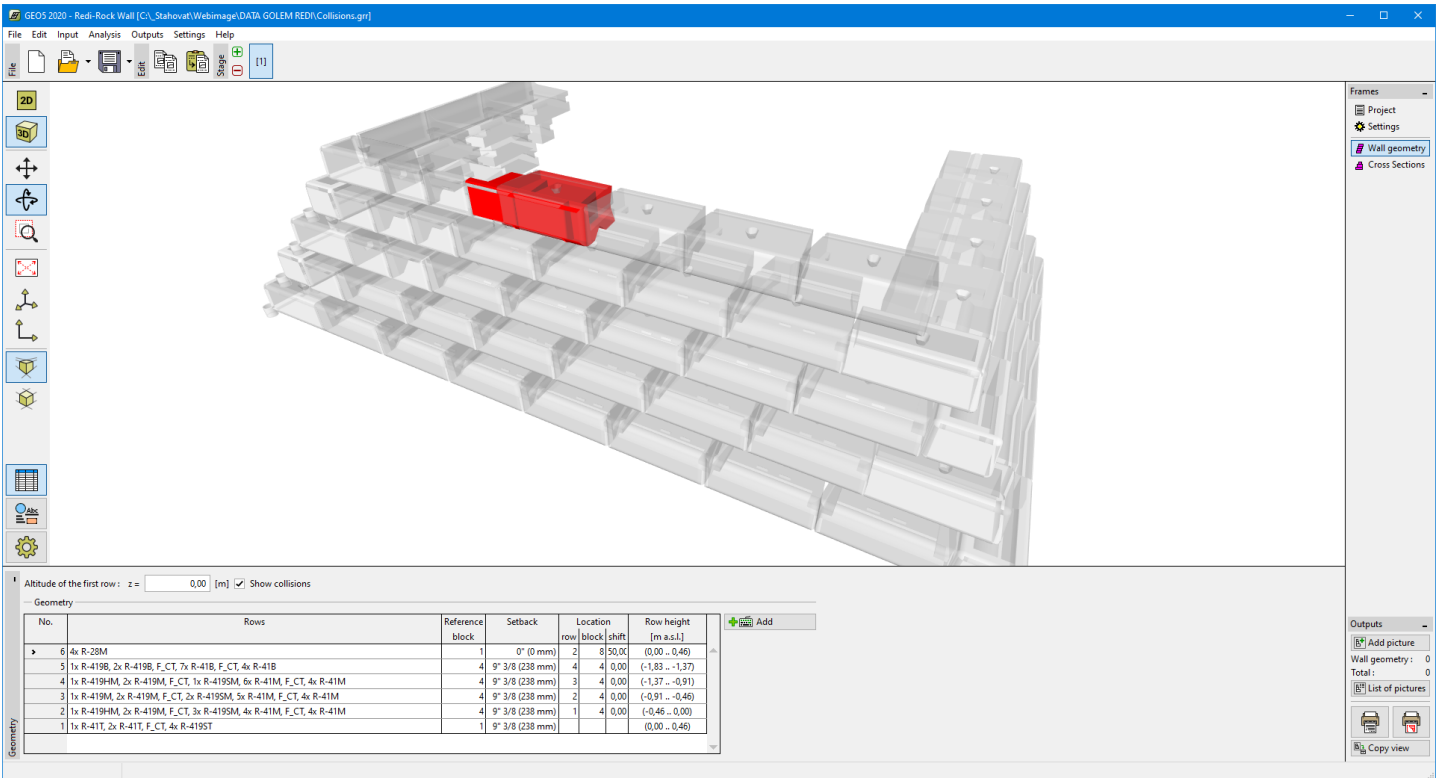 GEO5 2020 - Redi-Rock Wall [C:\_Stahovat\Webimage\DATA GOLEM REDI\Collisions.grr]
File Edit Input Analysis Outputs Settings Help
File
Edit
Stage
[1]
2D
3D
Abc
Frames
Project
Settings
Wall geometry
Cross Sections
Altitude of the first row : z = 0,00 [m] Show collisions
Geometry
No. Rows Reference block Setback Location row block shift Row height [m a.s.l.]
6 4x R-28M 1 0" (0 mm) 2 8 50,00 (0,00 .. 0,46)
5 1x R-419B, 2x R-419B, F_CT, 7x R-41B, F_CT, 4x R-41B 4 9" 3/8 (238 mm) 4 4 0,00 (-1,83 .. -1,37)
4 1x R-419HM, 2x R-419M, F_CT, 1x R-419SM, 6x R-41M, F_CT, 4x R-41M 4 9" 3/8 (238 mm) 3 4 0,00 (-1,37 .. -0,91)
3 1x R-419M, 2x R-419M, F_CT, 2x R-419SM, 5x R-41M, F_CT, 4x R-41M 4 9" 3/8 (238 mm) 2 4 0,00 (-0,91 .. -0,46)
2 1x R-419HM, 2x R-419M, F_CT, 3x R-419SM, 4x R-41M, F_CT, 4x R-41M 4 9" 3/8 (238 mm) 1 4 0,00 (-0,46 .. 0,00)
1 1x R-41T, 2x R-41T, F_CT, 4x R-419ST 1 9" 3/8 (238 mm) (0,00 .. 0,46)
Add
Geometry
Outputs
Add picture
Wall geometry : 0
Total : 0
List of pictures
Copy view